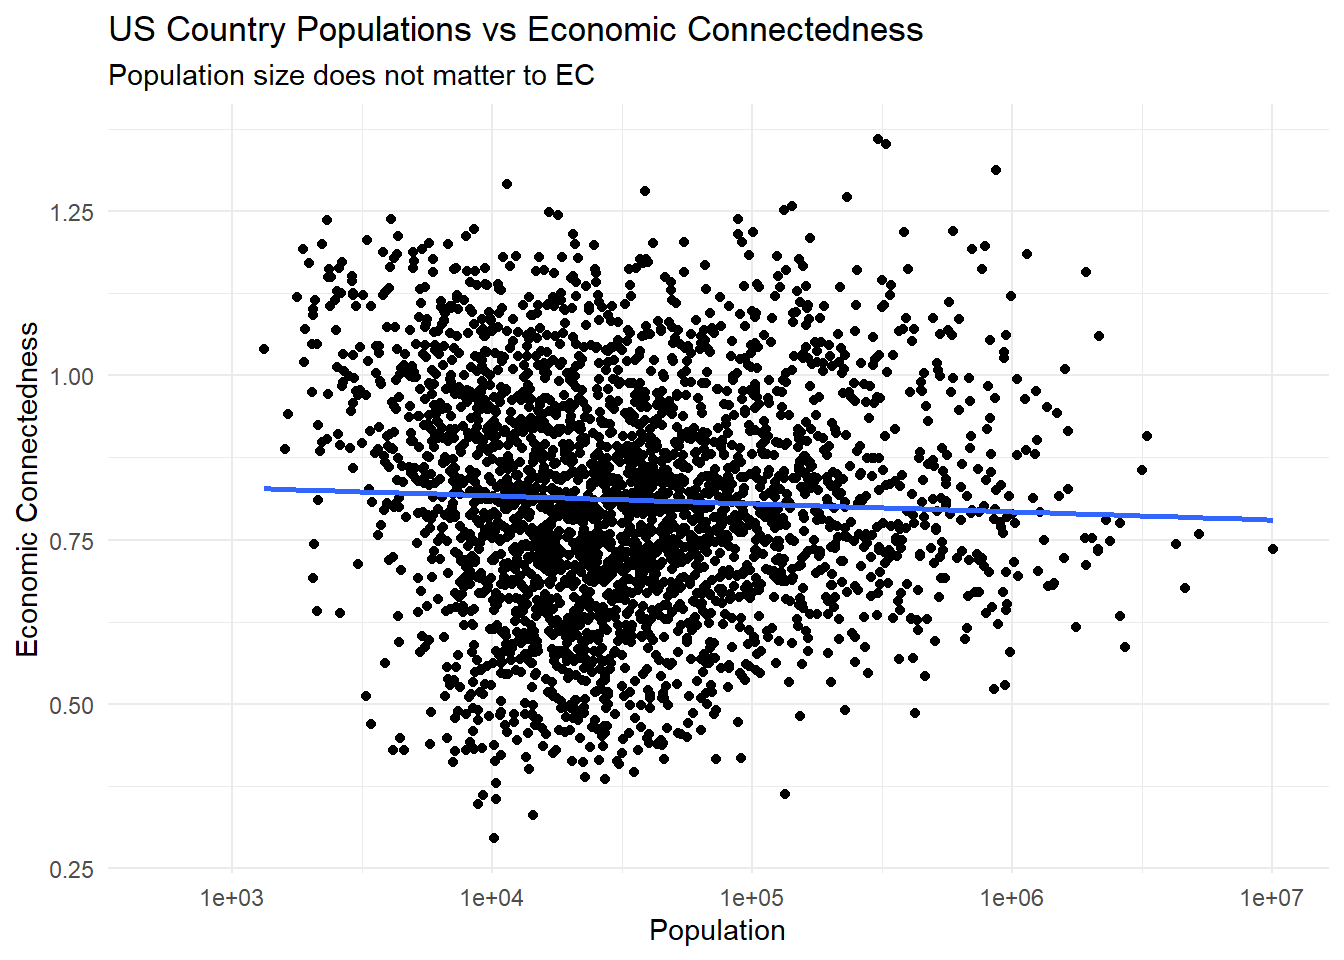 US Country Populations vs Economic Connectedness
Population size does not matter to EC
Economic Connectedness
1.25
1.00
0.75
0.50
0.25
1e+03 1e+04 1e+05 1e+06 1e+07
Population